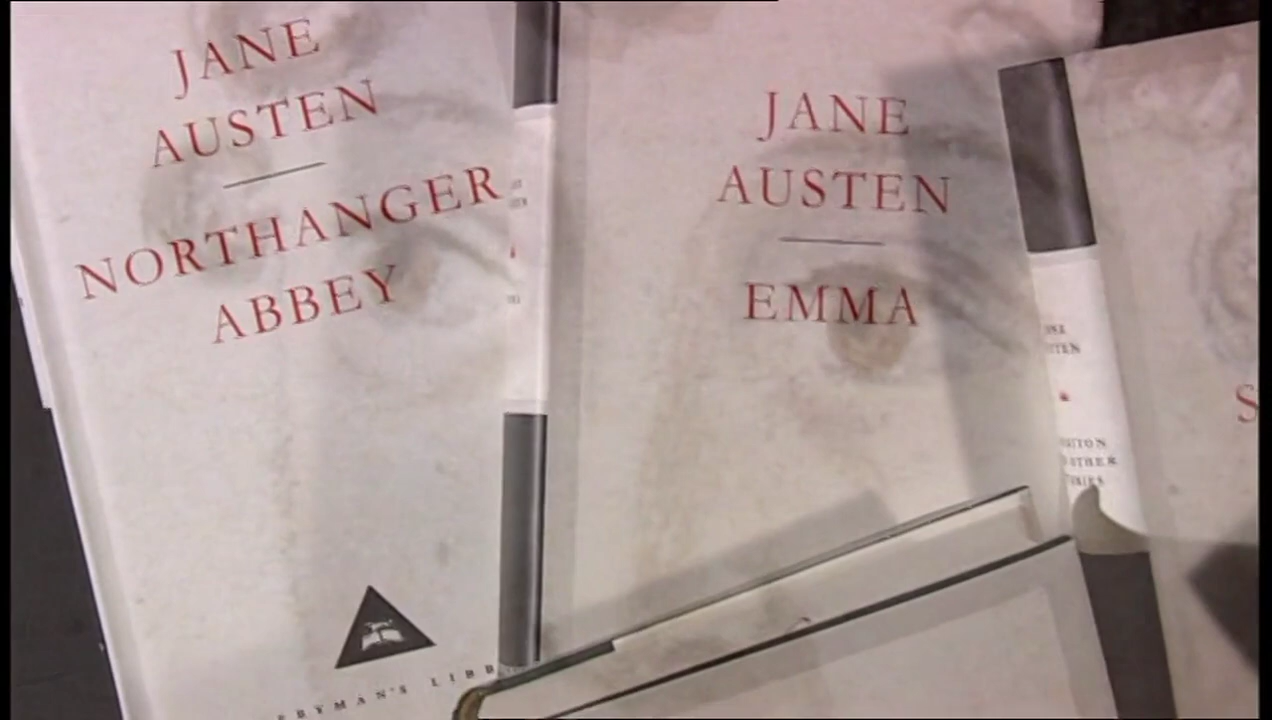 JANE
AUSTEN
NORTHANGER
ABBEY
JANE
AUSTEN
EMMA
S